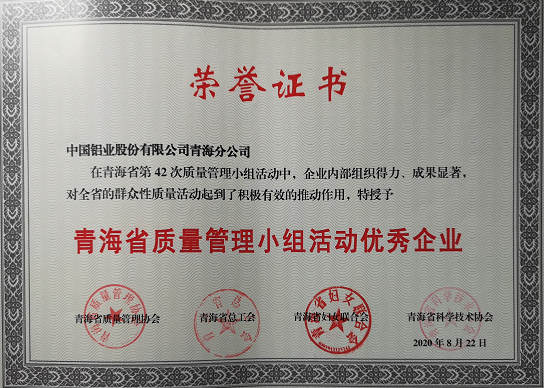 荣誉证书
中国铝业股份有限公司青海分公司
在青海省第42次质量管理小组活动中，企业内部组织得力、成果显著，
对全省的群众性质量活动起到了积极有效的推动作用，特授予
青海省质量管理小组活动优秀企业
青海省质量管理协会
青海省总工会
青海省妇女联合会
青海省科学技术协会
2020年8月22日